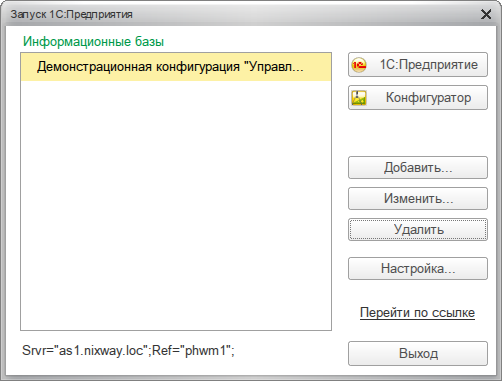 Запуск 1С:Предприятия
Информационные базы
Демонстрационная конфигурация "Управл...
1С:Предприятие
Конфигуратор
Добавить...
Изменить...
Удалить
Настройка...
Перейти по ссылке
Srvr="as1.nixway.loc";Ref="phwm1";
Выход